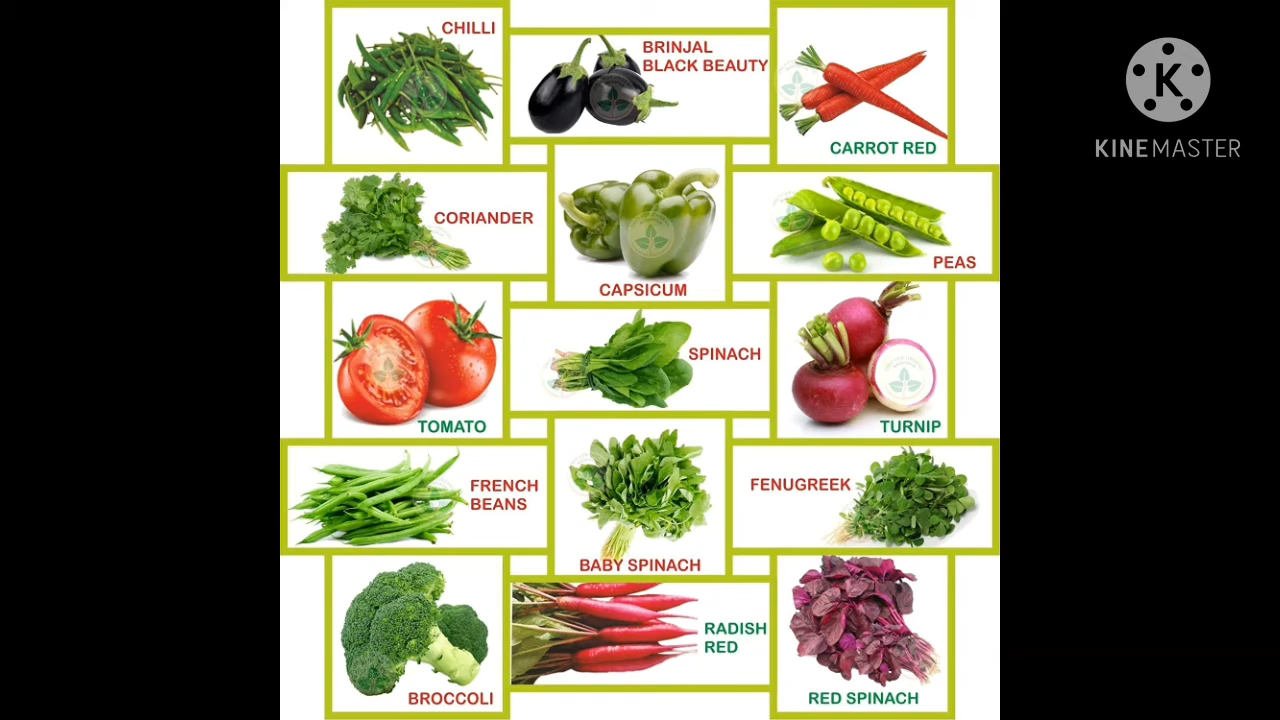 CHILLI
BRINJAL
BLACK BEAUTY
CARROT RED
K
KINEMASTER
CORIANDER
CAPSICUM
PEAS
TOMATO
SPINACH
TURNIP
FRENCH
BEANS
BABY SPINACH
FENUGREEK
BROCCOLI
RADISH
RED
RED SPINACH